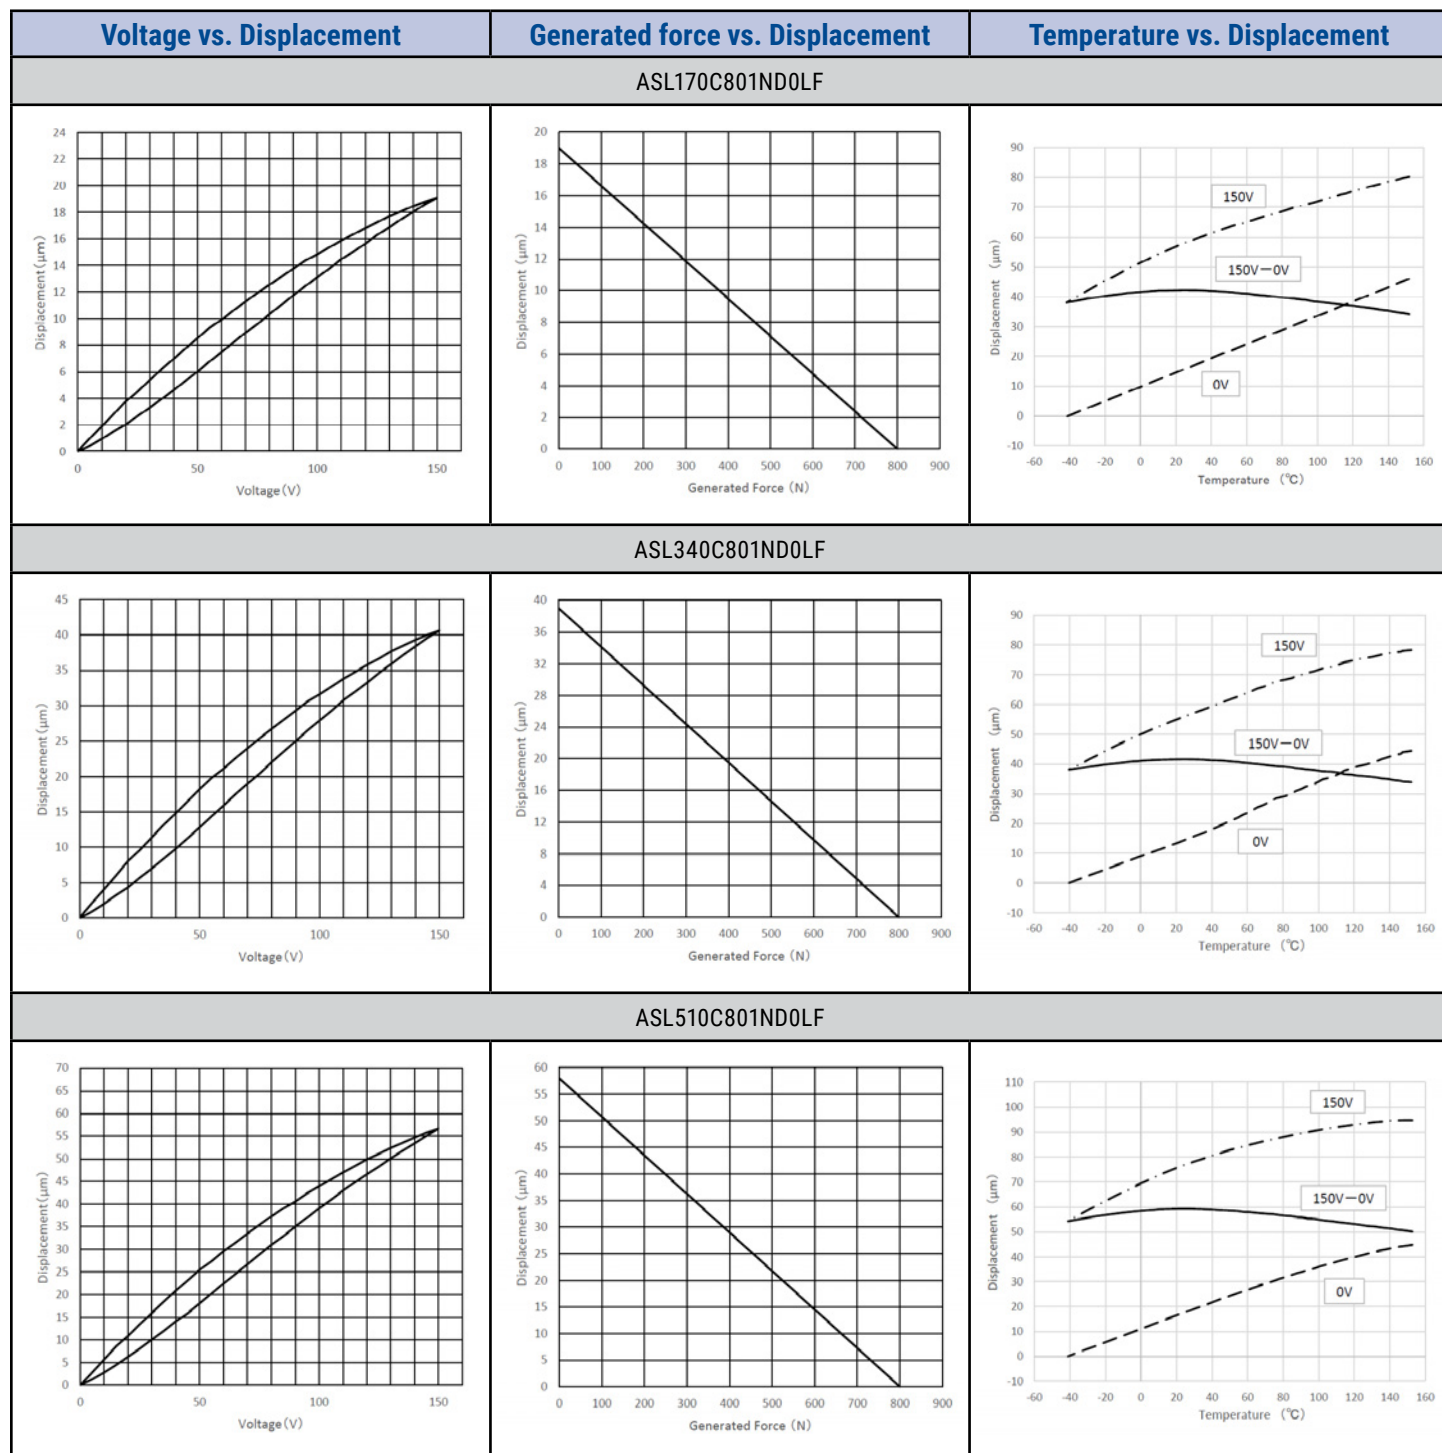 Voltage vs. Displacement
Generated force vs. Displacement
Temperature vs. Displacement
ASL170C801ND0LF
24
22
20
18
16
14
12
10
8
6
4
2
0
Displacement(μm)
0 50 100 150
Voltage(V)
20
18
16
14
12
10
8
6
4
2
0
Displacement(μm)
0 100 200 300 400 500 600 700 800 900
Generated Force (N)
90
80
70
60
50
40
30
20
10
0
-10
Displacement (μm)
150V
150V－0V
0V
-60 -40 -20 0 20 40 60 80 100 120 140 160
Temperature (℃)
ASL340C801ND0LF
45
40
35
30
25
20
15
10
5
0
Displacement(μm)
0 50 100 150
Voltage(V)
40
36
32
28
24
20
16
12
8
4
0
Displacement(μm)
0 100 200 300 400 500 600 700 800 900
Generated Force (N)
90
80
70
60
50
40
30
20
10
0
-10
Displacement (μm)
150V
150V－0V
0V
-60 -40 -20 0 20 40 60 80 100 120 140 160
Temperature (℃)
ASL510C801ND0LF
70
65
60
55
50
45
40
35
30
25
20
15
10
5
0
Displacement(μm)
0 50 100 150
Voltage(V)
60
55
50
45
40
35
30
25
20
15
10
5
0
Displacement(μm)
0 100 200 300 400 500 600 700 800 900
Generated Force (N)
110
100
90
80
70
60
50
40
30
20
10
0
-10
Displacement (μm)
150V
150V－0V
0V
-60 -40 -20 0 20 40 60 80 100 120 140 160
Temperature (℃)